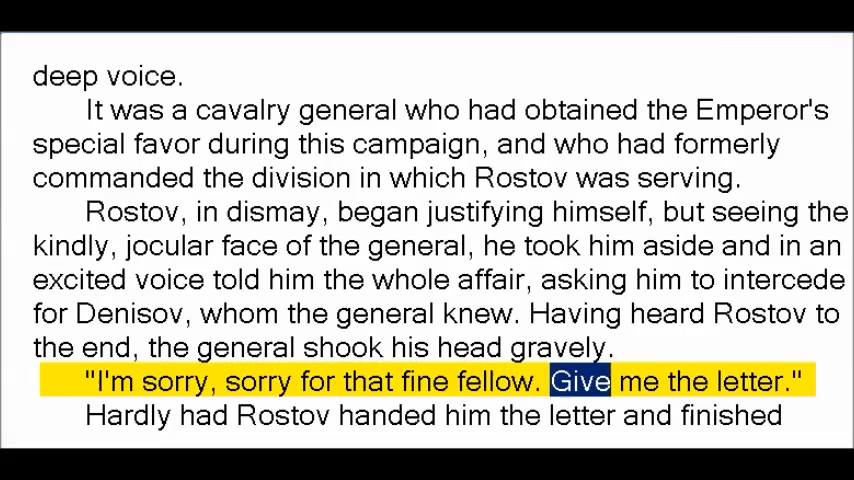 deep voice.
It was a cavalry general who had obtained the Emperor's
special favor during this campaign, and who had formerly
commanded the division in which Rostov was serving.
Rostov, in dismay, began justifying himself, but seeing the
kindly, jocular face of the general, he took him aside and in an
excited voice told him the whole affair, asking him to intercede
for Denisov, whom the general knew. Having heard Rostov to
the end, the general shook his head gravely.
"I'm sorry, sorry for that fine fellow. Give me the letter."
Hardly had Rostov handed him the letter and finished